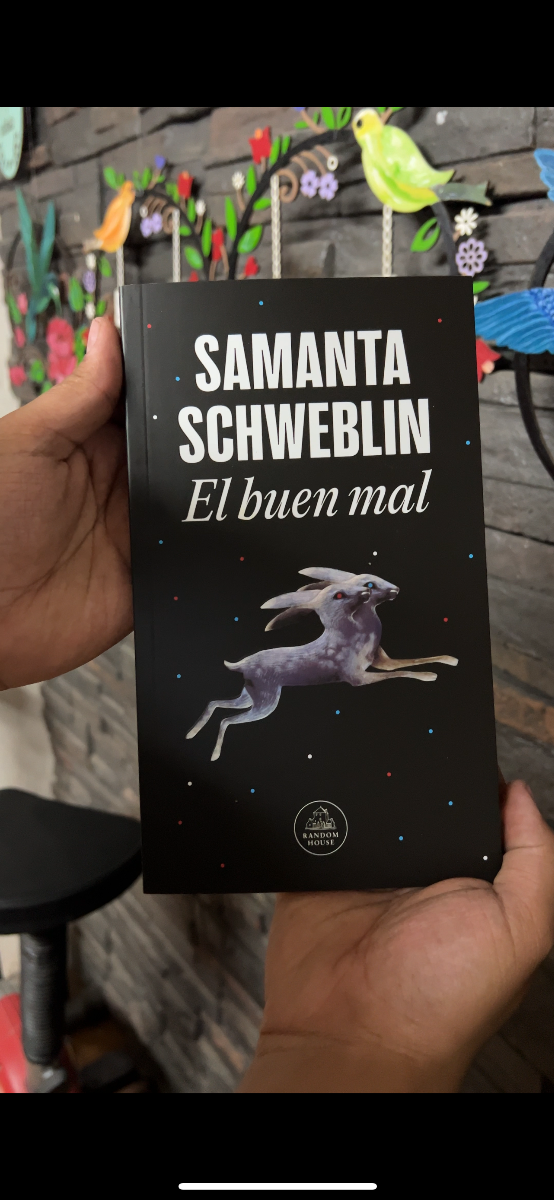 SAMANTA
SCHWEBLIN
El buen mal
RANDOM
HOUSE